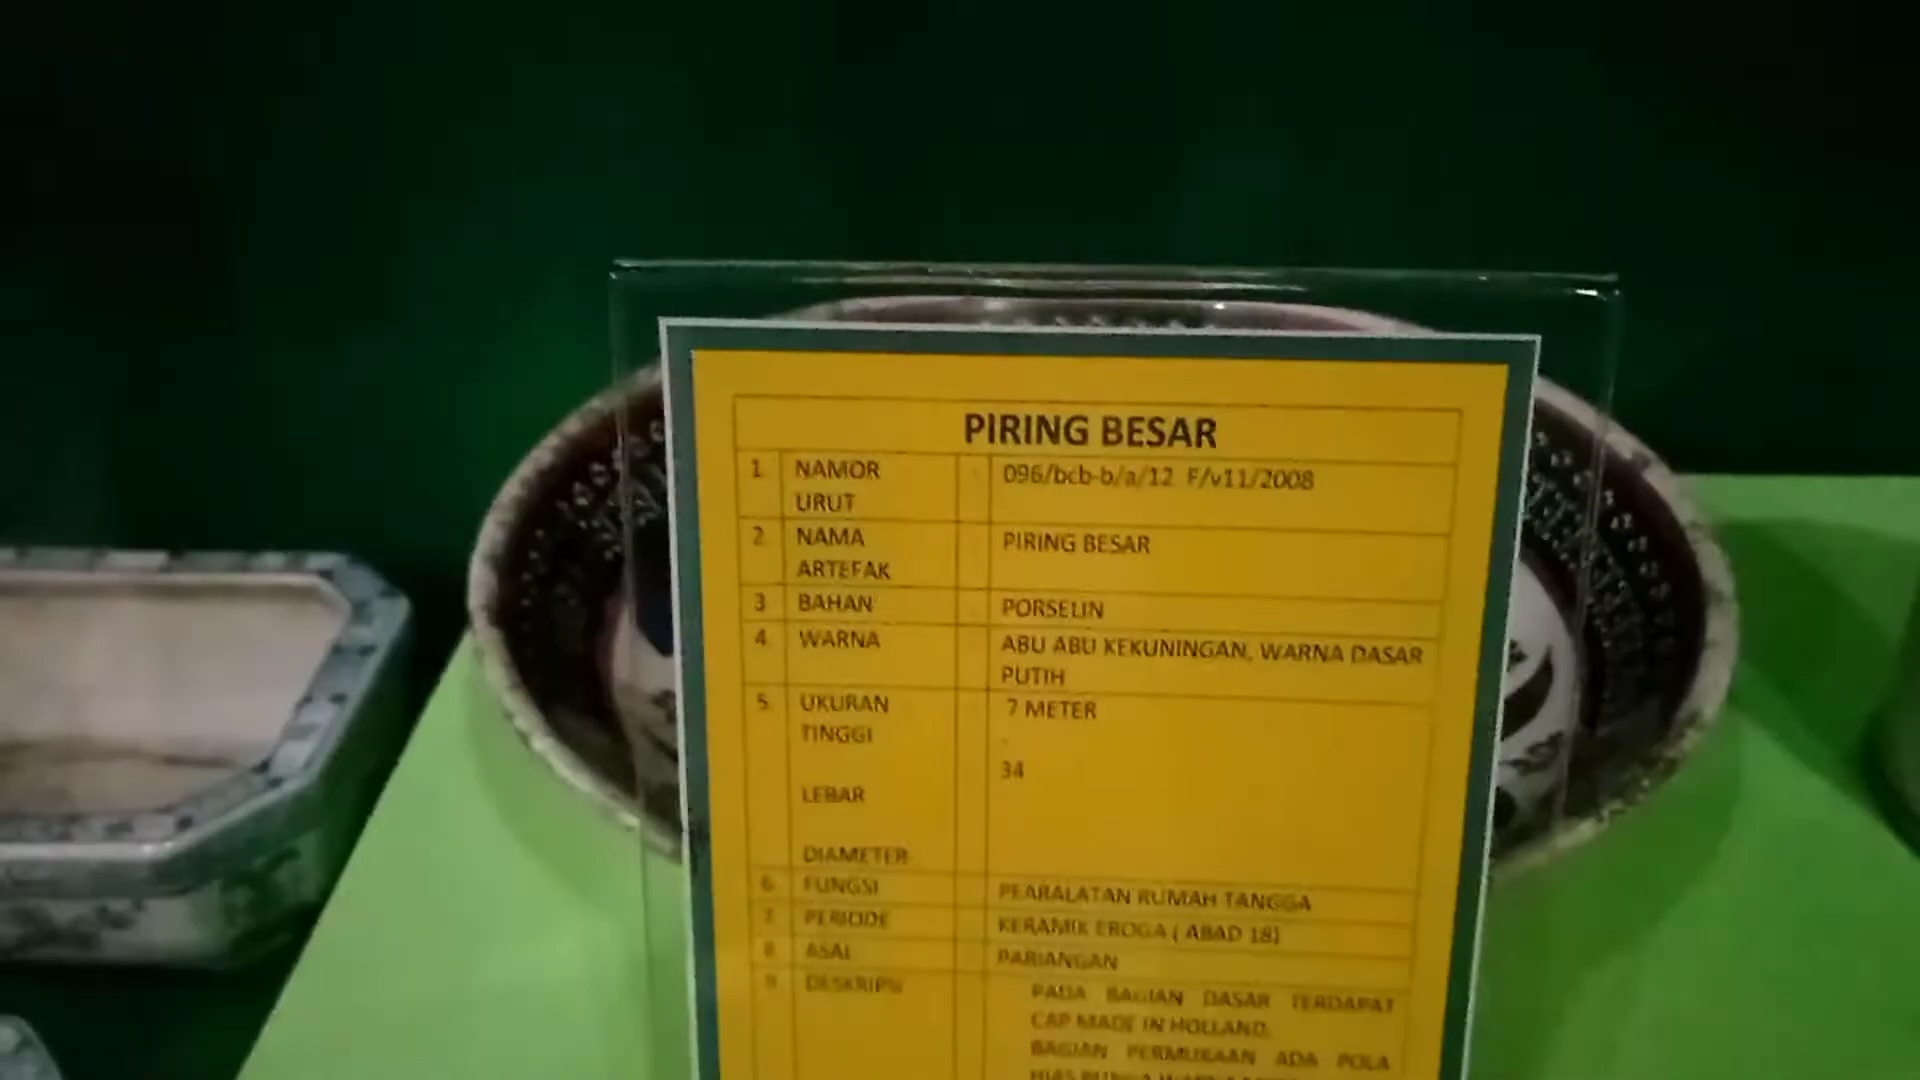 PIRING BESAR
1. NAMOR URUT 096/bcb-b/a/12 F/v11/2008
2. NAMA ARTEFAK PIRING BESAR
3 BAHAN PORSELIN
4. WARNA ABU ABU KEKUNINGAN, WARNA DASAR PUTIH
5. UKURAN 7 METER
TINGGI -
34
LEBAR
DIAMETER
6. FUNGSI PEARALATAN RUMAH TANGGA
7. PERIODE KERAMIK EROGA ( ABAD 18)
8. ASAL PARIANGAN
9. DESKRIPSI PADA BAGIAN DASAR TERDAPAT
CAP MADE IN HOLLAND.
BAGIAN PERMUKAAN ADA POLA
HIAS BUNGA WARNA